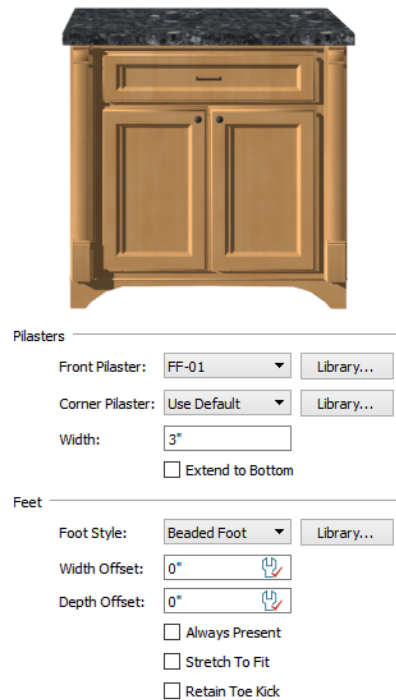 Pilasters
Front Pilaster: FF-01 Library...
Corner Pilaster: Use Default Library...
Width: 3"
Extend to Bottom
Feet
Foot Style: Beaded Foot Library...
Width Offset: 0"
Depth Offset: 0"
Always Present
Stretch To Fit
Retain Toe Kick